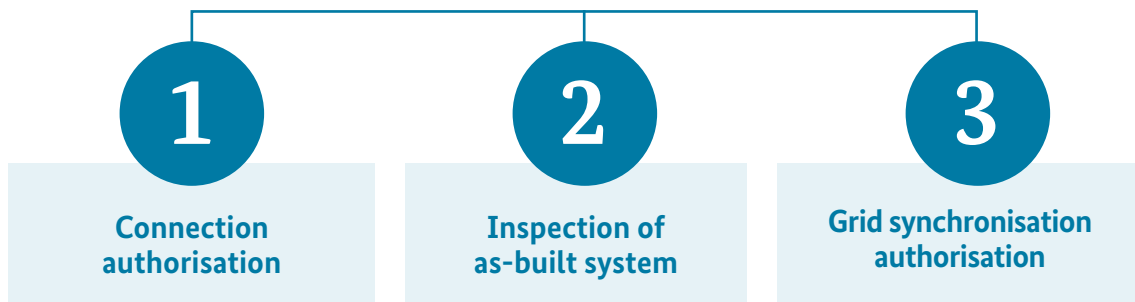 1
Connection
authorisation
2
Inspection of
as-built system
3
Grid synchronisation
authorisation